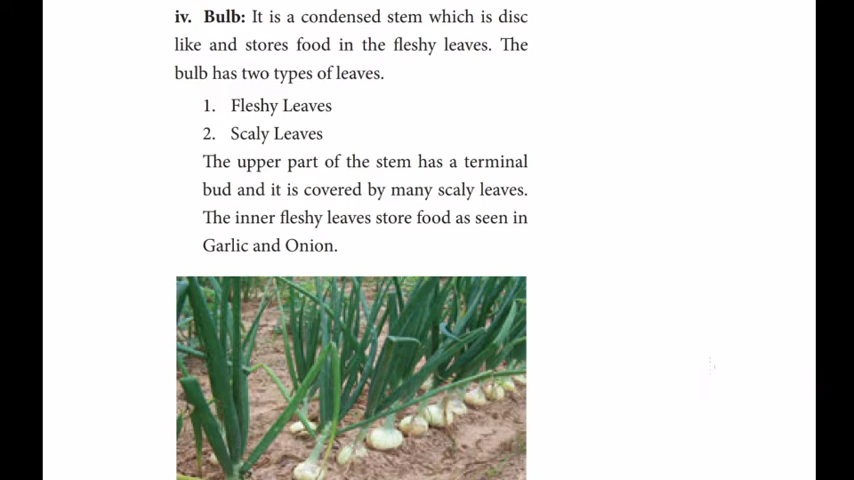 iv. Bulb: It is a condensed stem which is disc
like and stores food in the fleshy leaves. The
bulb has two types of leaves.
1. Fleshy Leaves
2. Scaly Leaves
The upper part of the stem has a terminal
bud and it is covered by many scaly leaves.
The inner fleshy leaves store food as seen in
Garlic and Onion.